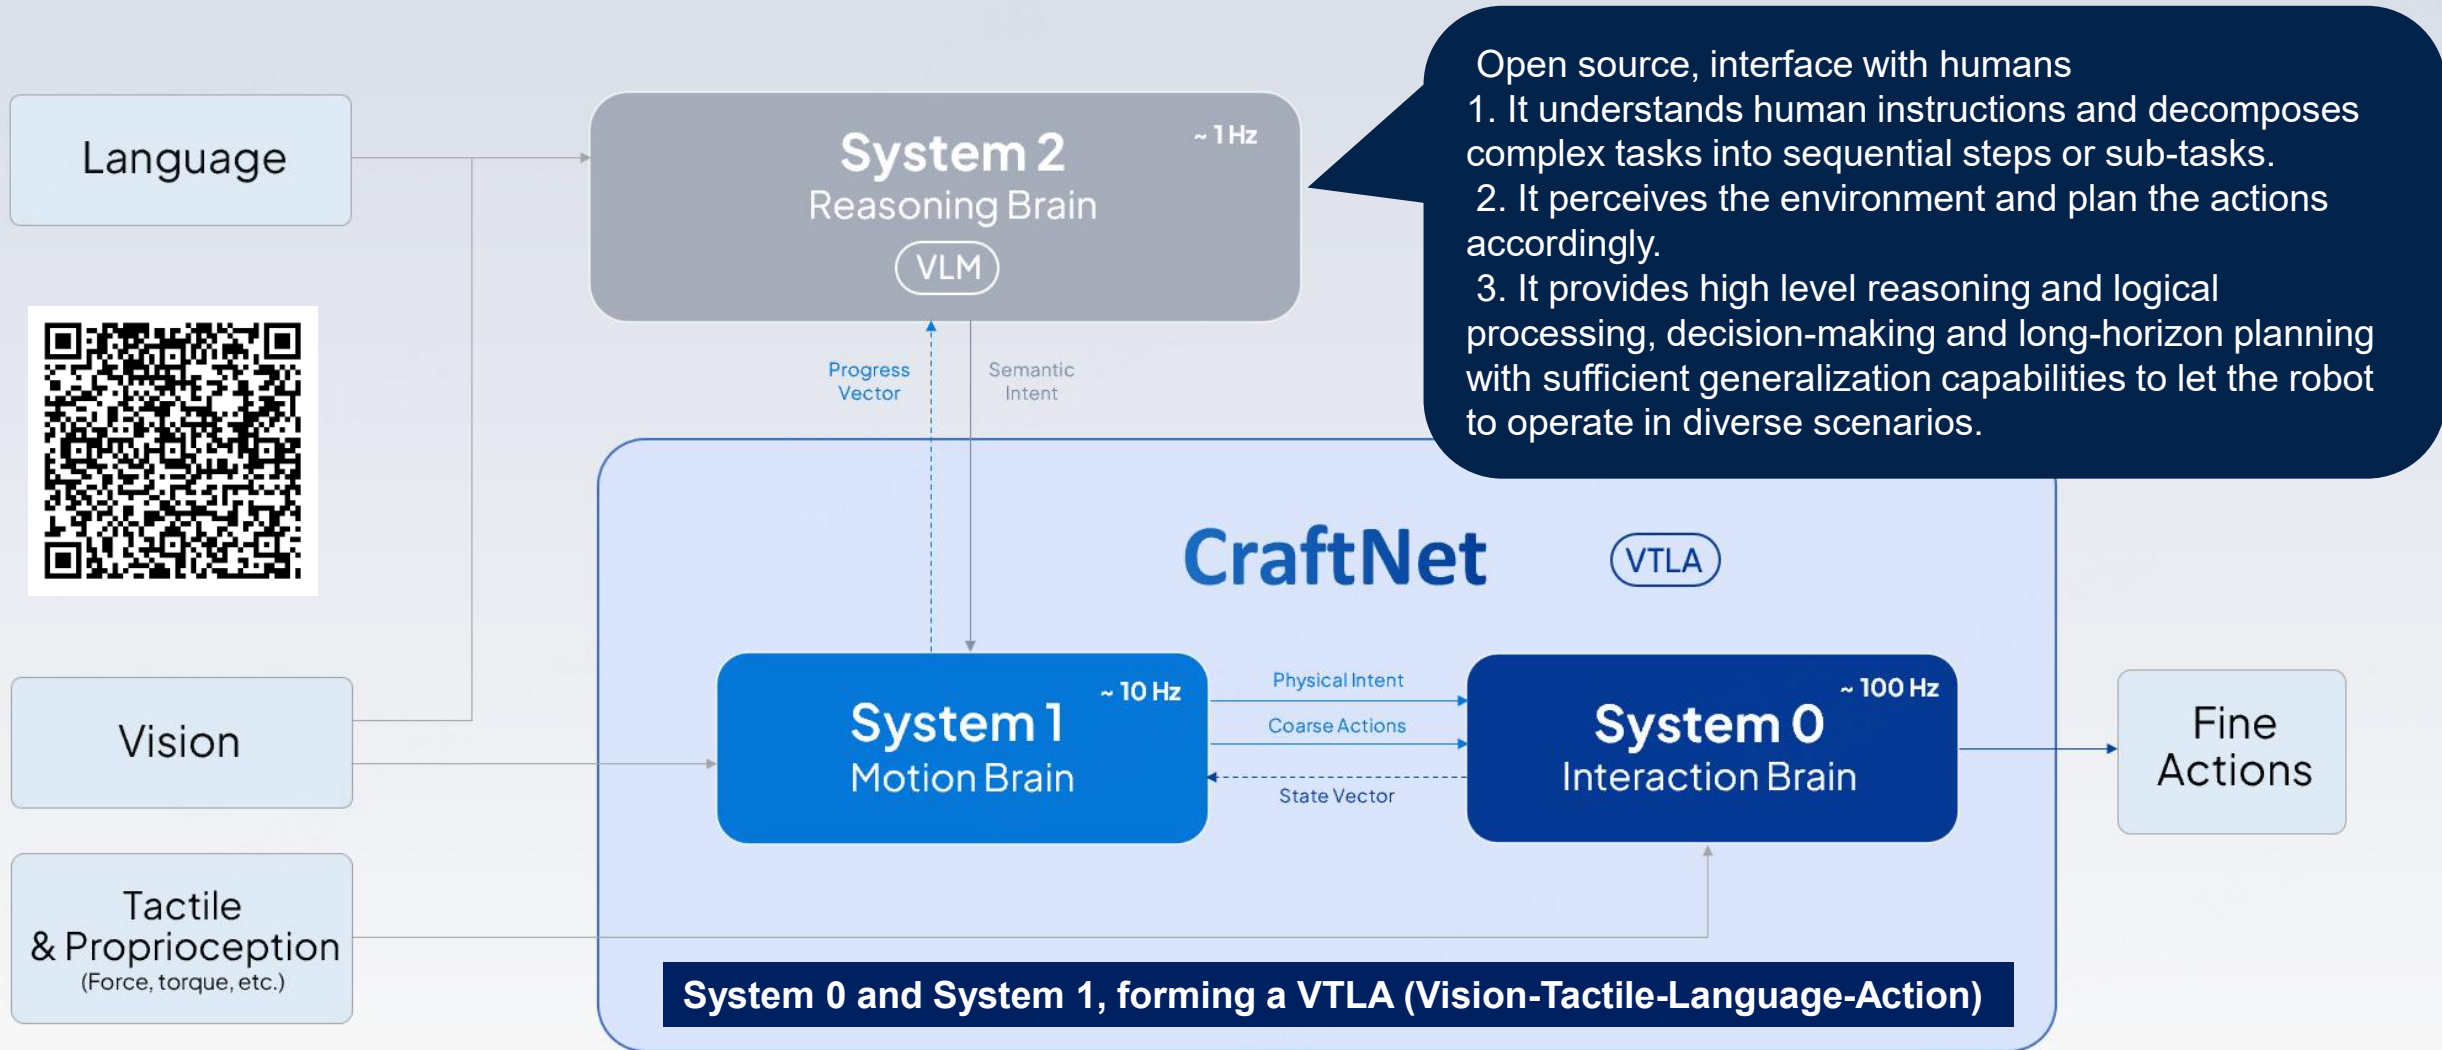 Open source, interface with humans
1. It understands human instructions and decomposes
complex tasks into sequential steps or sub-tasks.
2. It perceives the environment and plan the actions
accordingly.
3. It provides high level reasoning and logical
processing, decision-making and long-horizon planning
with sufficient generalization capabilities to let the robot
to operate in diverse scenarios.
Language
System 2
~ 1 Hz
Reasoning Brain
VLM
Progress
Vector
Semantic
Intent
CraftNet
VTLA
Vision
System 1
~ 10 Hz
Motion Brain
Physical Intent
Coarse Actions
State Vector
System 0
~ 100 Hz
Interaction Brain
Fine
Actions
Tactile
& Proprioception
(Force, torque, etc.)
System 0 and System 1, forming a VTLA (Vision-Tactile-Language-Action)